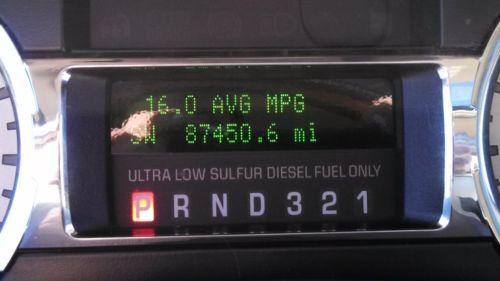 16.0 AVG MPG
SW 87450.6 mi
ULTRA LOW SULFUR DIESEL FUEL ONLY
P R N D 3 2 1